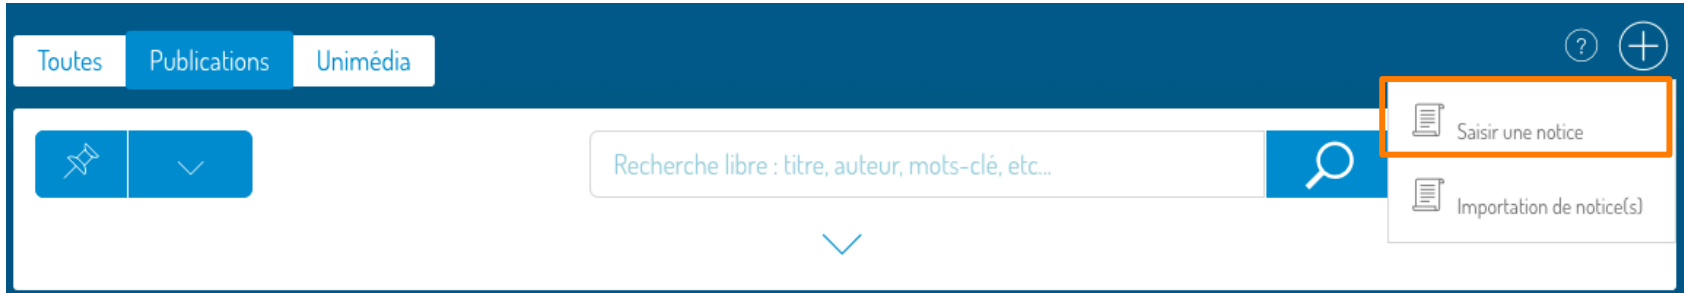 Toutes Publications Unimédia ?
Saisir une notice
Recherche libre : titre, auteur, mots-clé, etc...
Importation de notice(s)